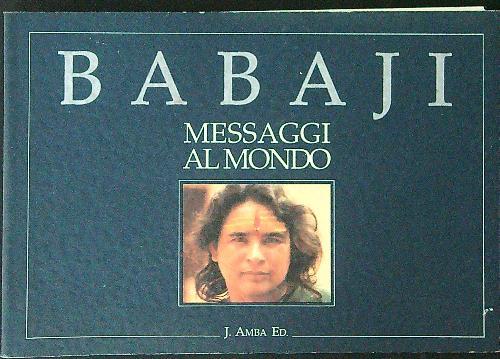 BABAJI
MESSAGGI
AL MONDO
J. AMBA ED.